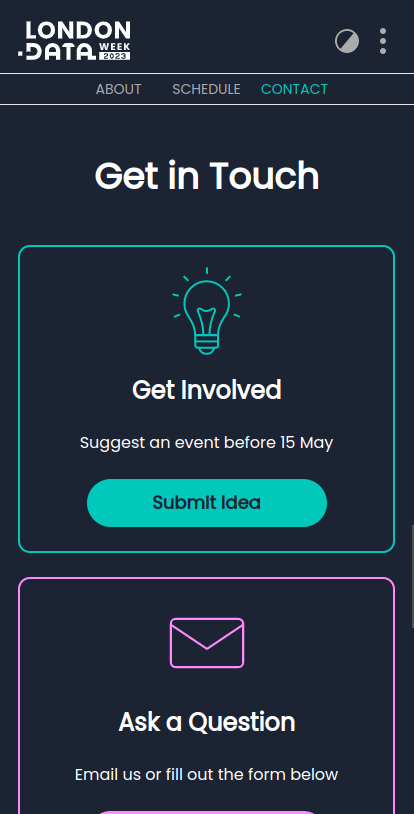 LONDON
DATA WEEK
2023
ABOUT SCHEDULE CONTACT
Get in Touch
Get Involved
Suggest an event before 15 May
Submit Idea
Ask a Question
Email us or fill out the form below